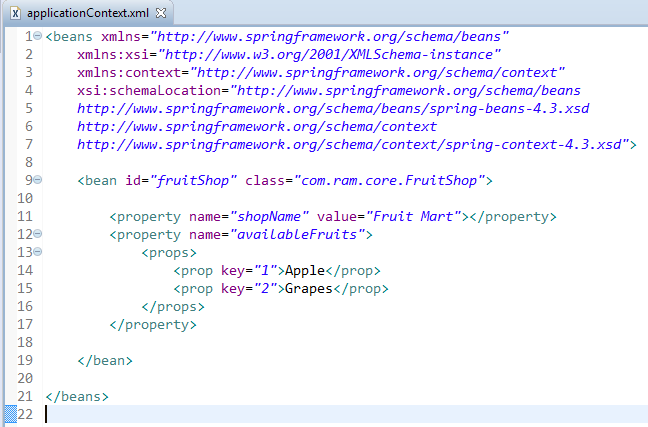 applicationContext.xml
1 <beans xmlns="http://www.springframework.org/schema/beans"
2 xmlns:xsi="http://www.w3.org/2001/XMLSchema-instance"
3 xmlns:context="http://www.springframework.org/schema/context"
4 xsi:schemaLocation="http://www.springframework.org/schema/beans
5 http://www.springframework.org/schema/beans/spring-beans-4.3.xsd
6 http://www.springframework.org/schema/context
7 http://www.springframework.org/schema/context/spring-context-4.3.xsd">
8
9 <bean id="fruitShop" class="com.ram.core.FruitShop">
10
11 <property name="shopName" value="Fruit Mart"></property>
12 <property name="availableFruits">
13 <props>
14 <prop key="1">Apple</prop>
15 <prop key="2">Grapes</prop>
16 </props>
17 </property>
18
19 </bean>
20
21 </beans>
22